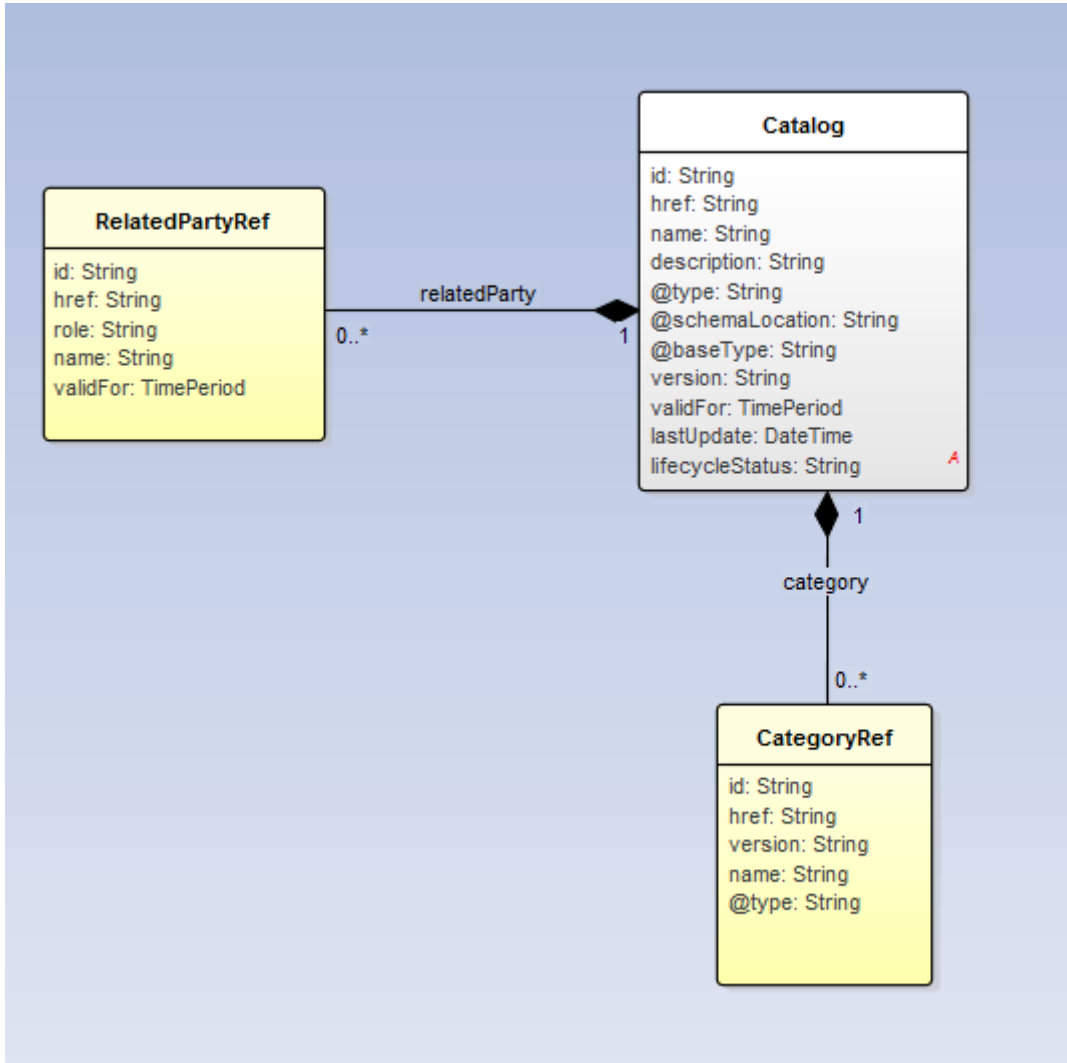 Catalog
id: String
href: String
name: String
description: String
@type: String
@schemaLocation: String
@baseType: String
version: String
validFor: TimePeriod
lastUpdate: DateTime
lifecycleStatus: String
A
RelatedPartyRef
id: String
href: String
role: String
name: String
validFor: TimePeriod
relatedParty
0..*
1
1
category
0..*
CategoryRef
id: String
href: String
version: String
name: String
@type: String